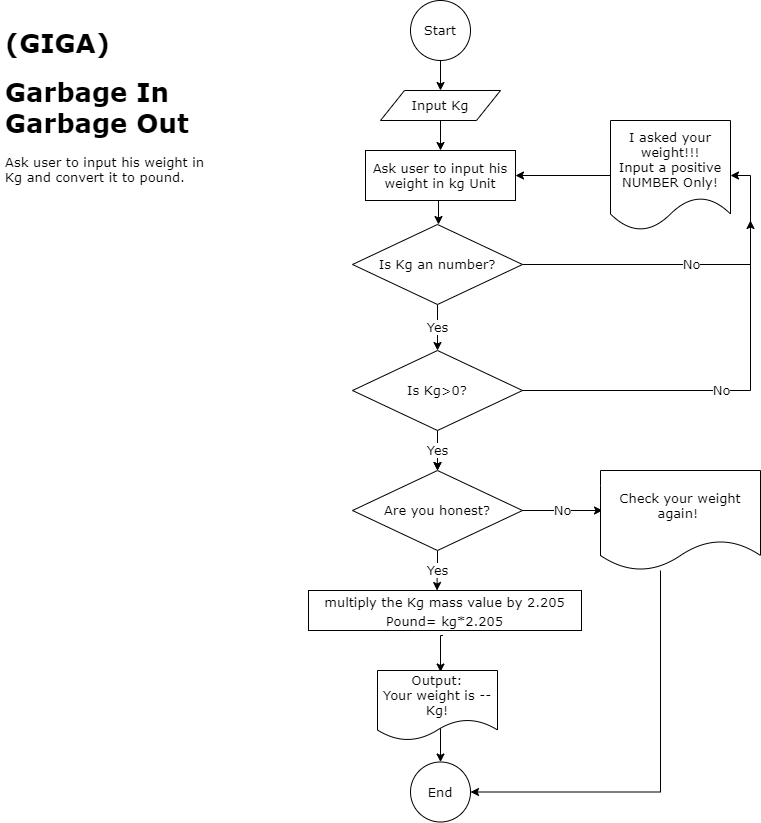 (GIGA)
Garbage In
Garbage Out
Ask user to input his weight in
Kg and convert it to pound.
Start
Input Kg
Ask user to input his
weight in kg Unit
I asked your
weight!!!
Input a positive
NUMBER Only!
Is Kg an number?
No
Yes
Is Kg>0?
No
Yes
Are you honest?
No
Check your weight
again!
Yes
multiply the Kg mass value by 2.205
Pound= kg*2.205
Output:
Your weight is --
Kg!
End